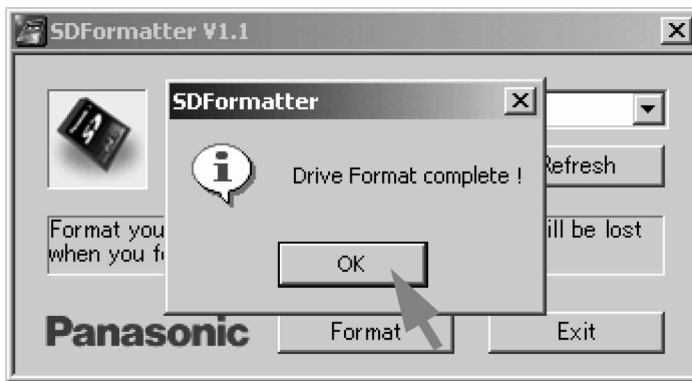 SDFormatter V1.1
SDFormatter
Drive Format complete !
Refresh
Format you
ill be lost
when you f
OK
Panasonic
Format
Exit